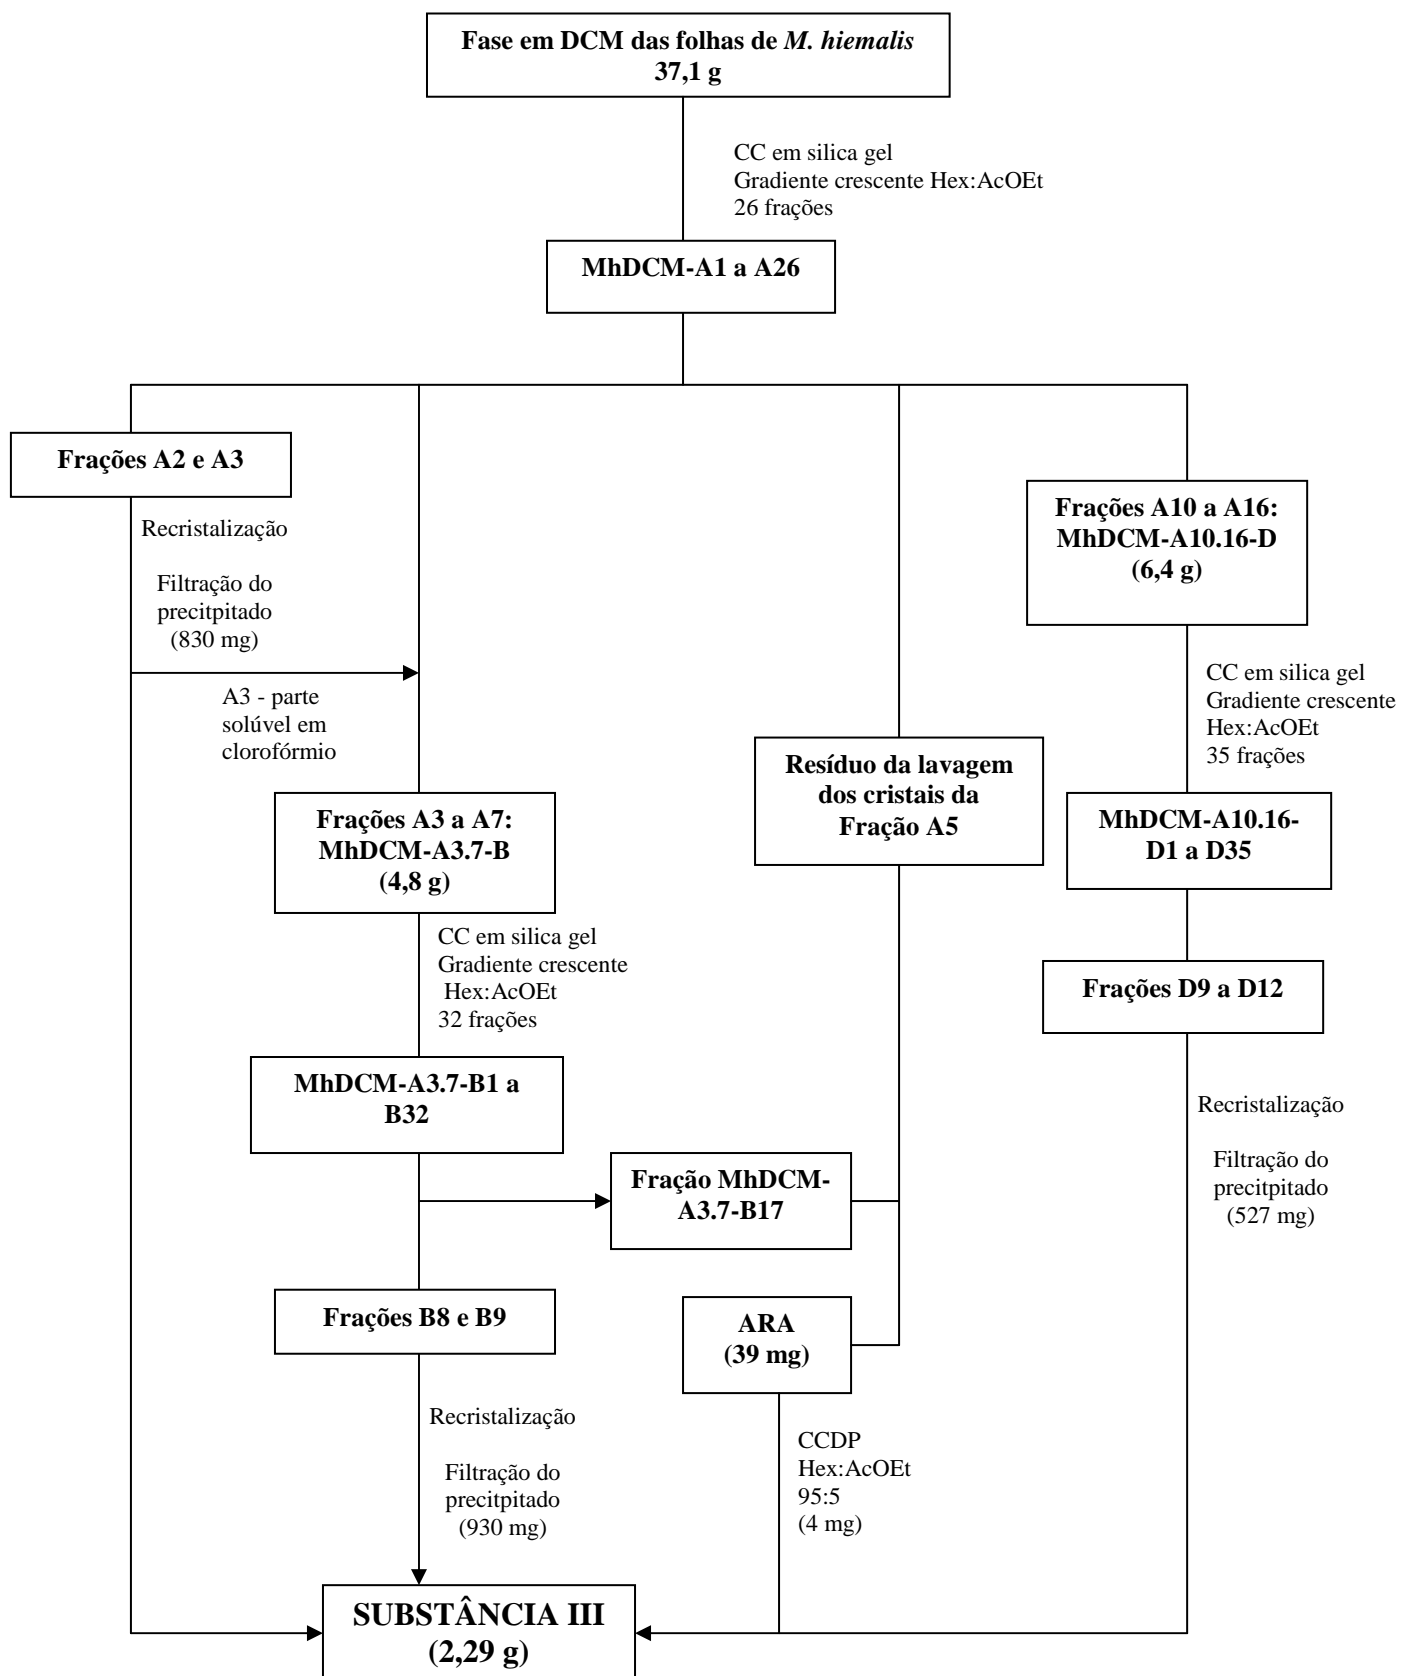 Fase em DCM das folhas de M. hiemalis
37,1 g
CC em silica gel
Gradiente crescente Hex:AcOEt
26 frações
MhDCM-A1 a A26
Frações A2 e A3
Recristalização
Filtração do
precitpitado
(830 mg)
A3 - parte
solúvel em
clorofórmio
Frações A3 a A7:
MhDCM-A3.7-B
(4,8 g)
CC em silica gel
Gradiente crescente
Hex:AcOEt
32 frações
MhDCM-A3.7-B1 a
B32
Fração MhDCM-
A3.7-B17
Frações B8 e B9
Recristalização
Filtração do
precitpitado
(930 mg)
Resíduo da lavagem
dos cristais da
Fração A5
ARA
(39 mg)
CCDP
Hex:AcOEt
95:5
(4 mg)
Frações A10 a A16:
MhDCM-A10.16-D
(6,4 g)
CC em silica gel
Gradiente crescente
Hex:AcOEt
35 frações
MhDCM-A10.16-
D1 a D35
Frações D9 a D12
Recristalização
Filtração do
precitpitado
(527 mg)
SUBSTÂNCIA III
(2,29 g)